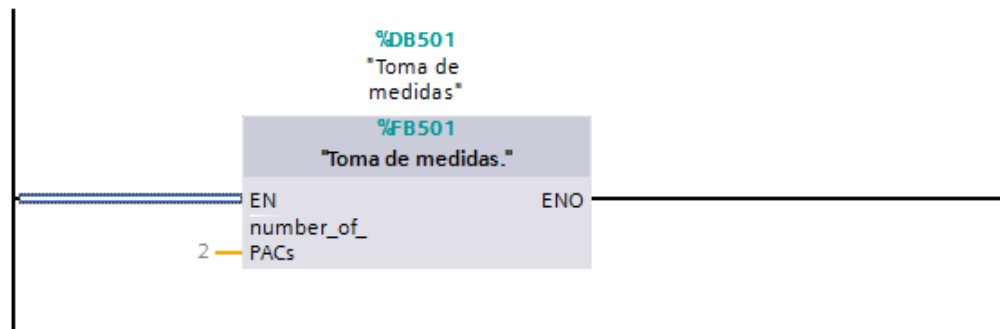 %DB501
"Toma de
medidas"
%FB501
"Toma de medidas."
EN
ENO
number_of_
2
PACs